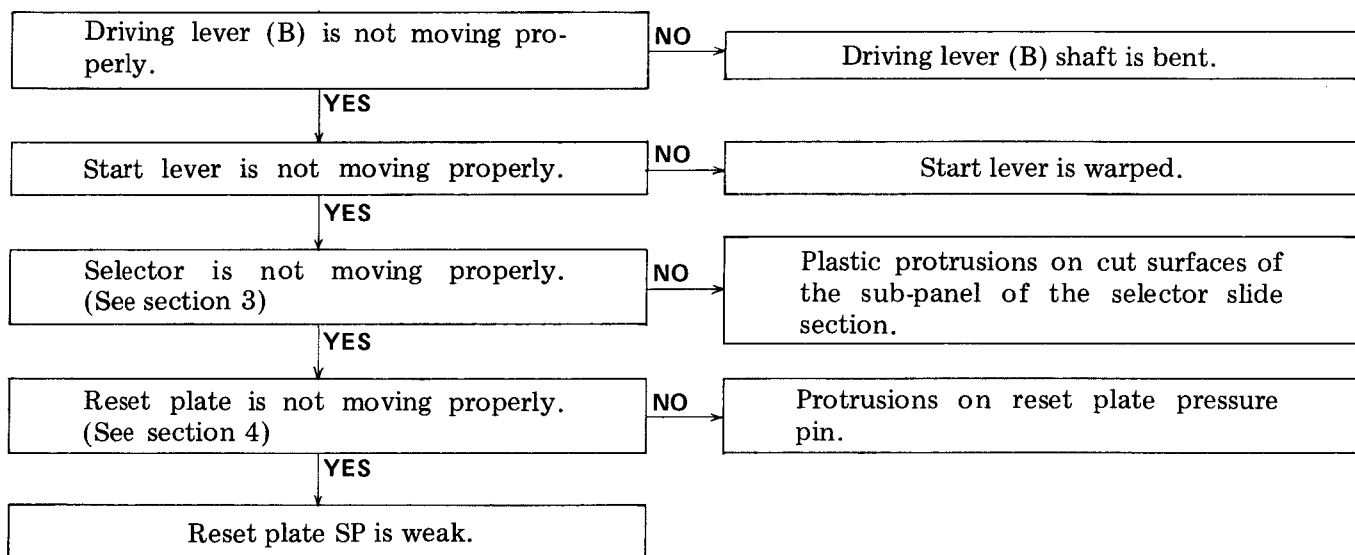 Driving lever (B) is not moving pro-
perly.
NO
Driving lever (B) shaft is bent.
YES
Start lever is not moving properly.
NO
Start lever is warped.
YES
Selector is not moving properly.
(See section 3)
NO
Plastic protrusions on cut surfaces of
the sub-panel of the selector slide
section.
YES
Reset plate is not moving properly.
(See section 4)
NO
Protrusions on reset plate pressure
pin.
YES
Reset plate SP is weak.